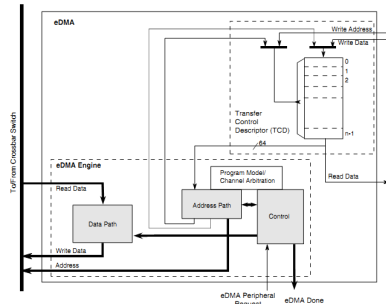 eDMA
Write Address
Write Data
0
1
2
Transfer
Control
Descriptor (TCD)
n-1
64
To/From Crossbar Switch
eDMA Engine
Program Model/
Channel Arbitration
Read Data
Read Data
Address Path
Control
Data Path
Write Data
Address
eDMA Peripheral
Request
eDMA Done